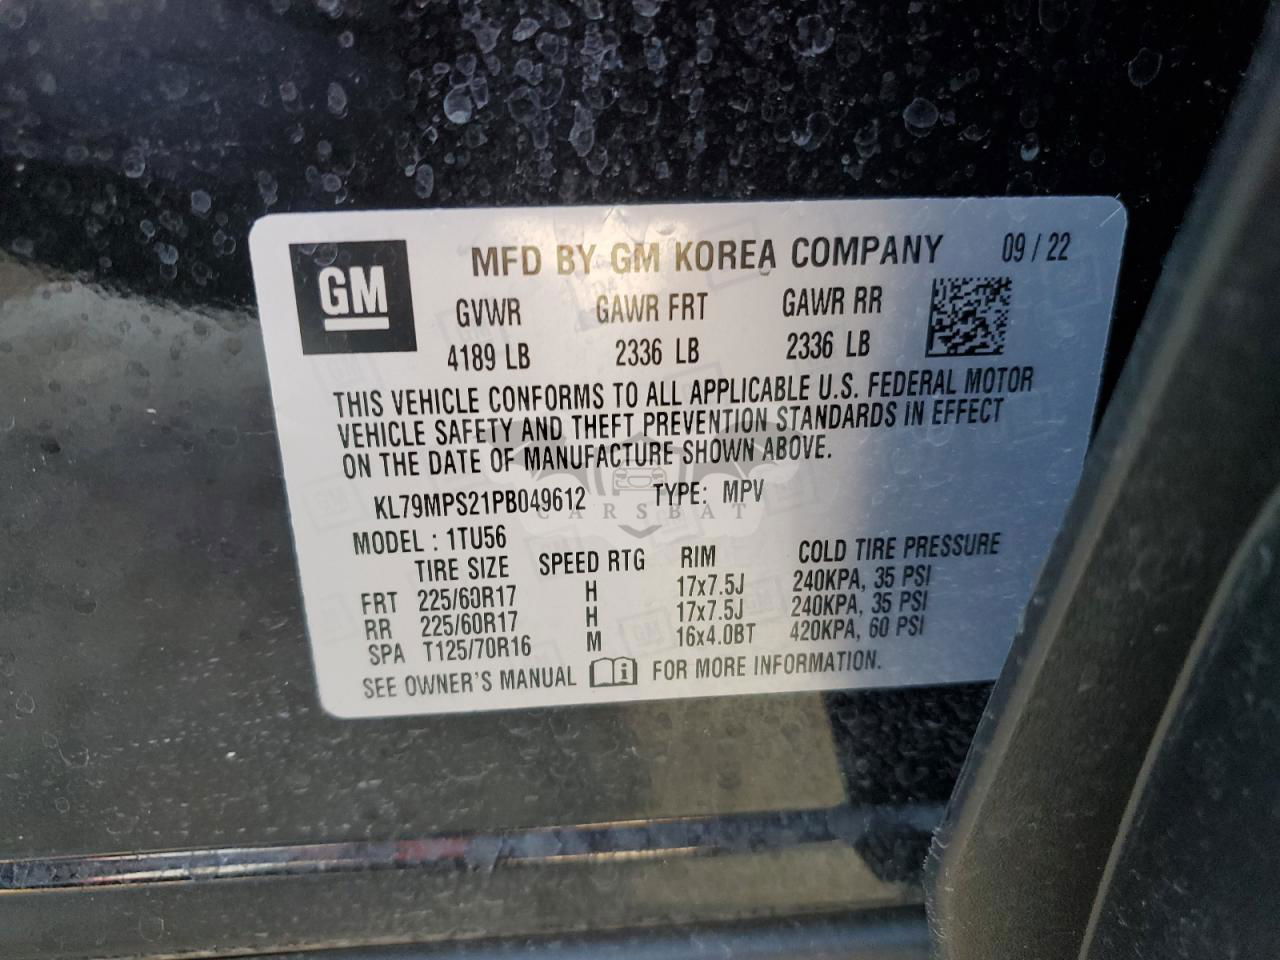 GM
MFD BY GM KOREA COMPANY 09 / 22
GVWR GAWR FRT GAWR RR
4189 LB 2336 LB 2336 LB
THIS VEHICLE CONFORMS TO ALL APPLICABLE U.S. FEDERAL MOTOR
VEHICLE SAFETY AND THEFT PREVENTION STANDARDS IN EFFECT
ON THE DATE OF MANUFACTURE SHOWN ABOVE.
KL79MPS21PB049612 TYPE: MPV
CARSBAT
MODEL : 1TU56
TIRE SIZE SPEED RTG RIM COLD TIRE PRESSURE
FRT 225/60R17 H 17x7.5J 240KPA, 35 PSI
RR 225/60R17 H 17x7.5J 240KPA, 35 PSI
SPA T125/70R16 M 16x4.0BT 420KPA, 60 PSI
SEE OWNER'S MANUAL i FOR MORE INFORMATION.